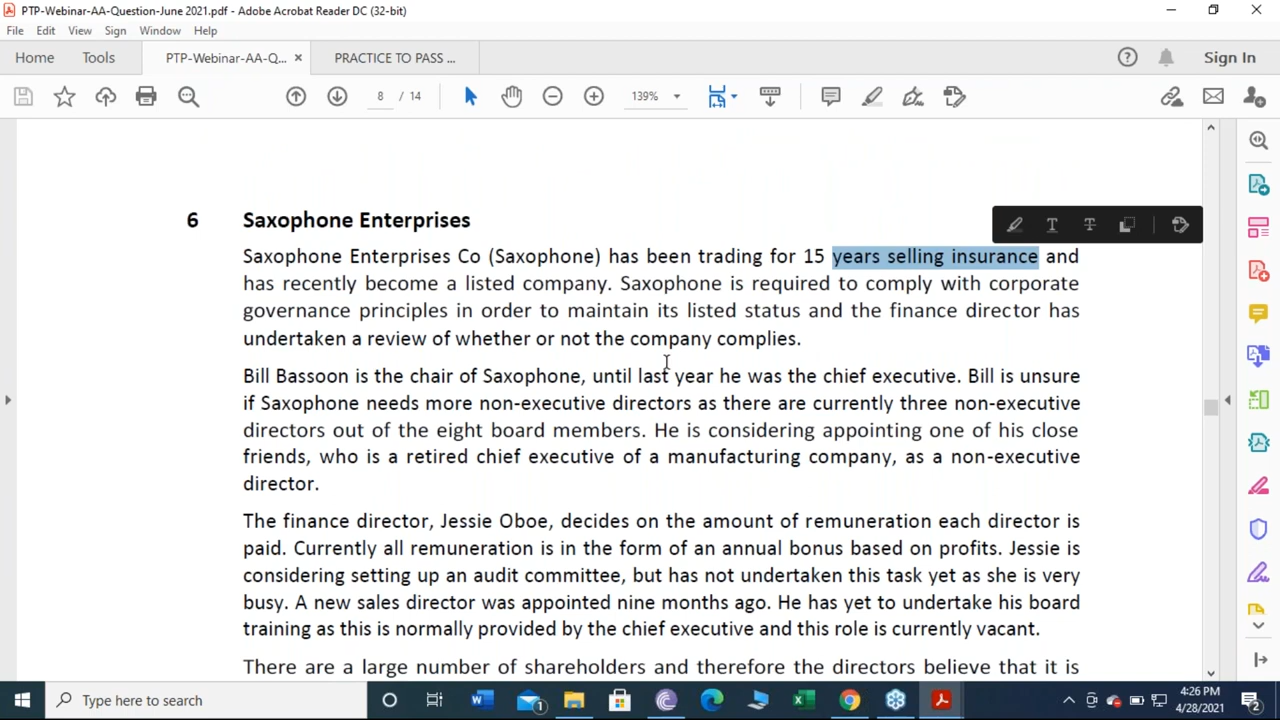 PTP-Webinar-AA-Question-June 2021.pdf - Adobe Acrobat Reader DC (32-bit)
File Edit View Sign Window Help
Home Tools PTP-Webinar-AA-Q... × PRACTICE TO PASS ... Sign In
8 / 14 139%
6 Saxophone Enterprises
Saxophone Enterprises Co (Saxophone) has been trading for 15 years selling insurance and
has recently become a listed company. Saxophone is required to comply with corporate
governance principles in order to maintain its listed status and the finance director has
undertaken a review of whether or not the company complies.
Bill Bassoon is the chair of Saxophone, until last year he was the chief executive. Bill is unsure
if Saxophone needs more non-executive directors as there are currently three non-executive
directors out of the eight board members. He is considering appointing one of his close
friends, who is a retired chief executive of a manufacturing company, as a non-executive
director.
The finance director, Jessie Oboe, decides on the amount of remuneration each director is
paid. Currently all remuneration is in the form of an annual bonus based on profits. Jessie is
considering setting up an audit committee, but has not undertaken this task yet as she is very
busy. A new sales director was appointed nine months ago. He has yet to undertake his board
training as this is normally provided by the chief executive and this role is currently vacant.
There are a large number of shareholders and therefore the directors believe that it is
Type here to search
4:26 PM
4/28/2021